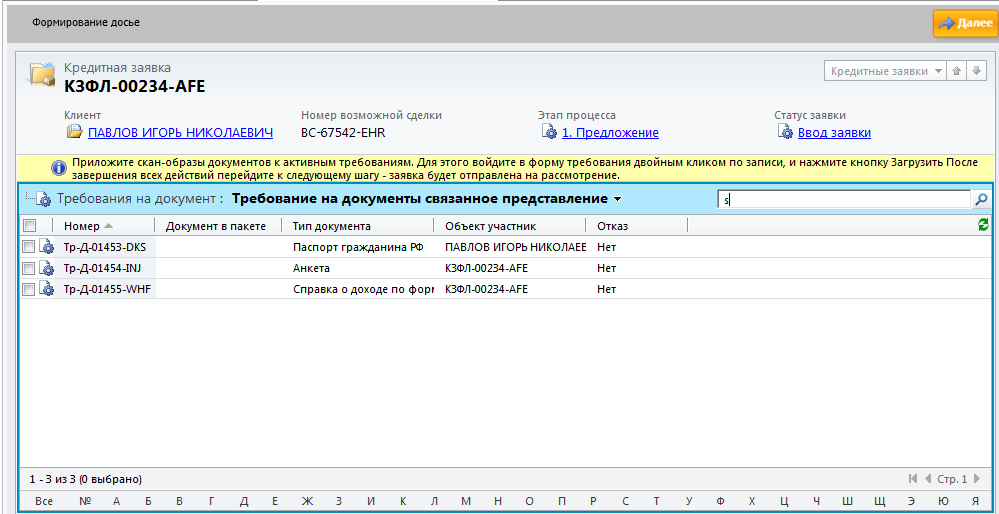 Формирование досье
Далее
Кредитная заявка
КЗФЛ-00234-AFE
Кредитные заявки
Клиент
ПАВЛОВ ИГОРЬ НИКОЛАЕВИЧ
Номер возможной сделки
ВС-67542-EHR
Этап процесса
1. Предложение
Статус заявки
Ввод заявки
Приложите скан-образы документов к активным требованиям. Для этого войдите в форму требования двойным кликом по записи, и нажмите кнопку Загрузить После
завершения всех действий перейдите к следующему шагу - заявка будет отправлена на рассмотрение.
Требования на документ : Требование на документы связанное представление
s
Номер Документ в пакете Тип документа Объект участник Отказ
Тр-Д-01453-DKS Паспорт гражданина РФ ПАВЛОВ ИГОРЬ НИКОЛАЕЕ Нет
Тр-Д-01454-INJ Анкета КЗФЛ-00234-AFE Нет
Тр-Д-01455-WHF Справка о доходе по форм КЗФЛ-00234-AFE Нет
1 - 3 из 3 (0 выбрано) Стр. 1
Все № А Б В Г Д Е Ж З И К Л М Н О П Р С Т У Ф Х Ц Ч Ш Щ Э Ю Я